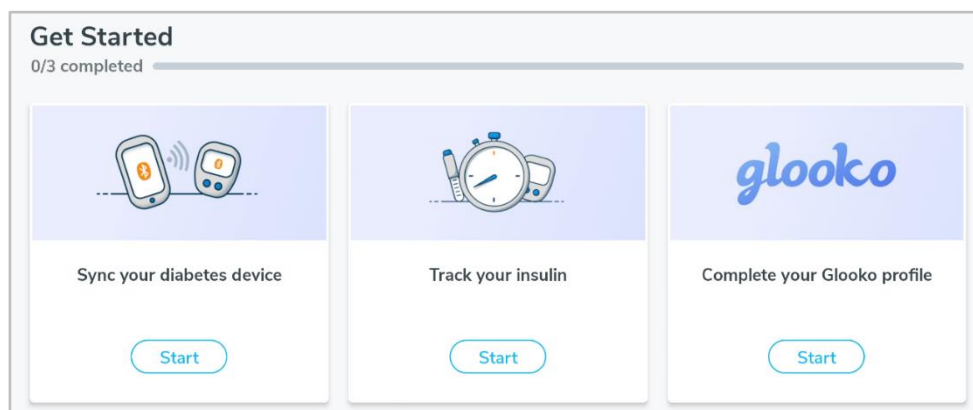 Get Started
0/3 completed
glooko
Sync your diabetes device
Track your insulin
Complete your Glooko profile
Start
Start
Start